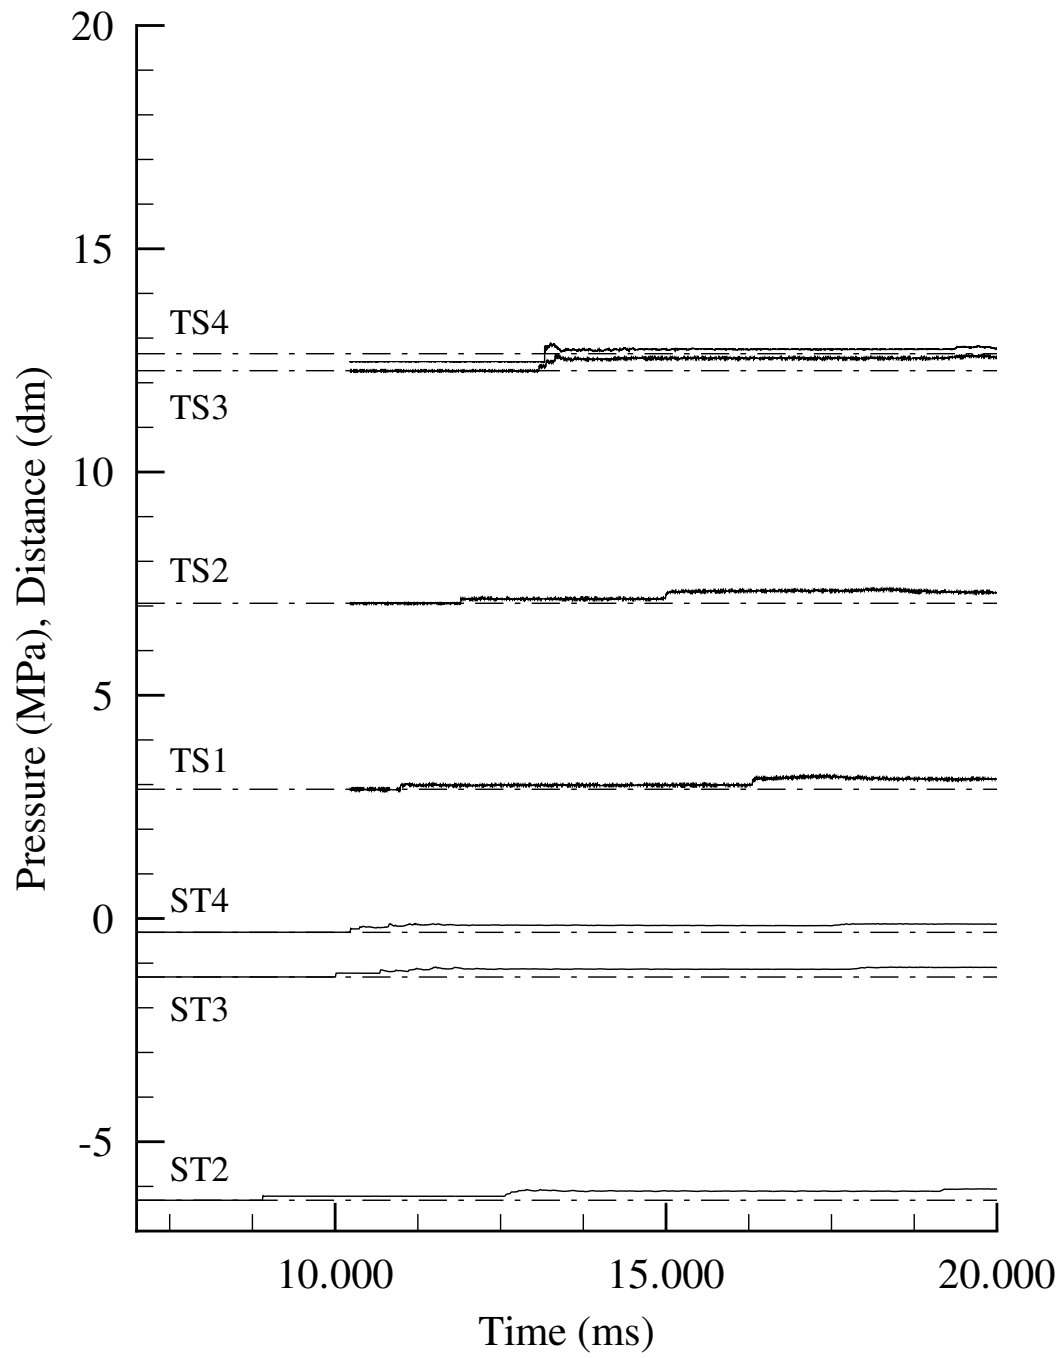 20
15
TS4
TS3
10
TS2
5
TS1
ST4
0
ST3
-5
ST2
10.000 15.000 20.000
Time (ms)
Pressure (MPa), Distance (dm)